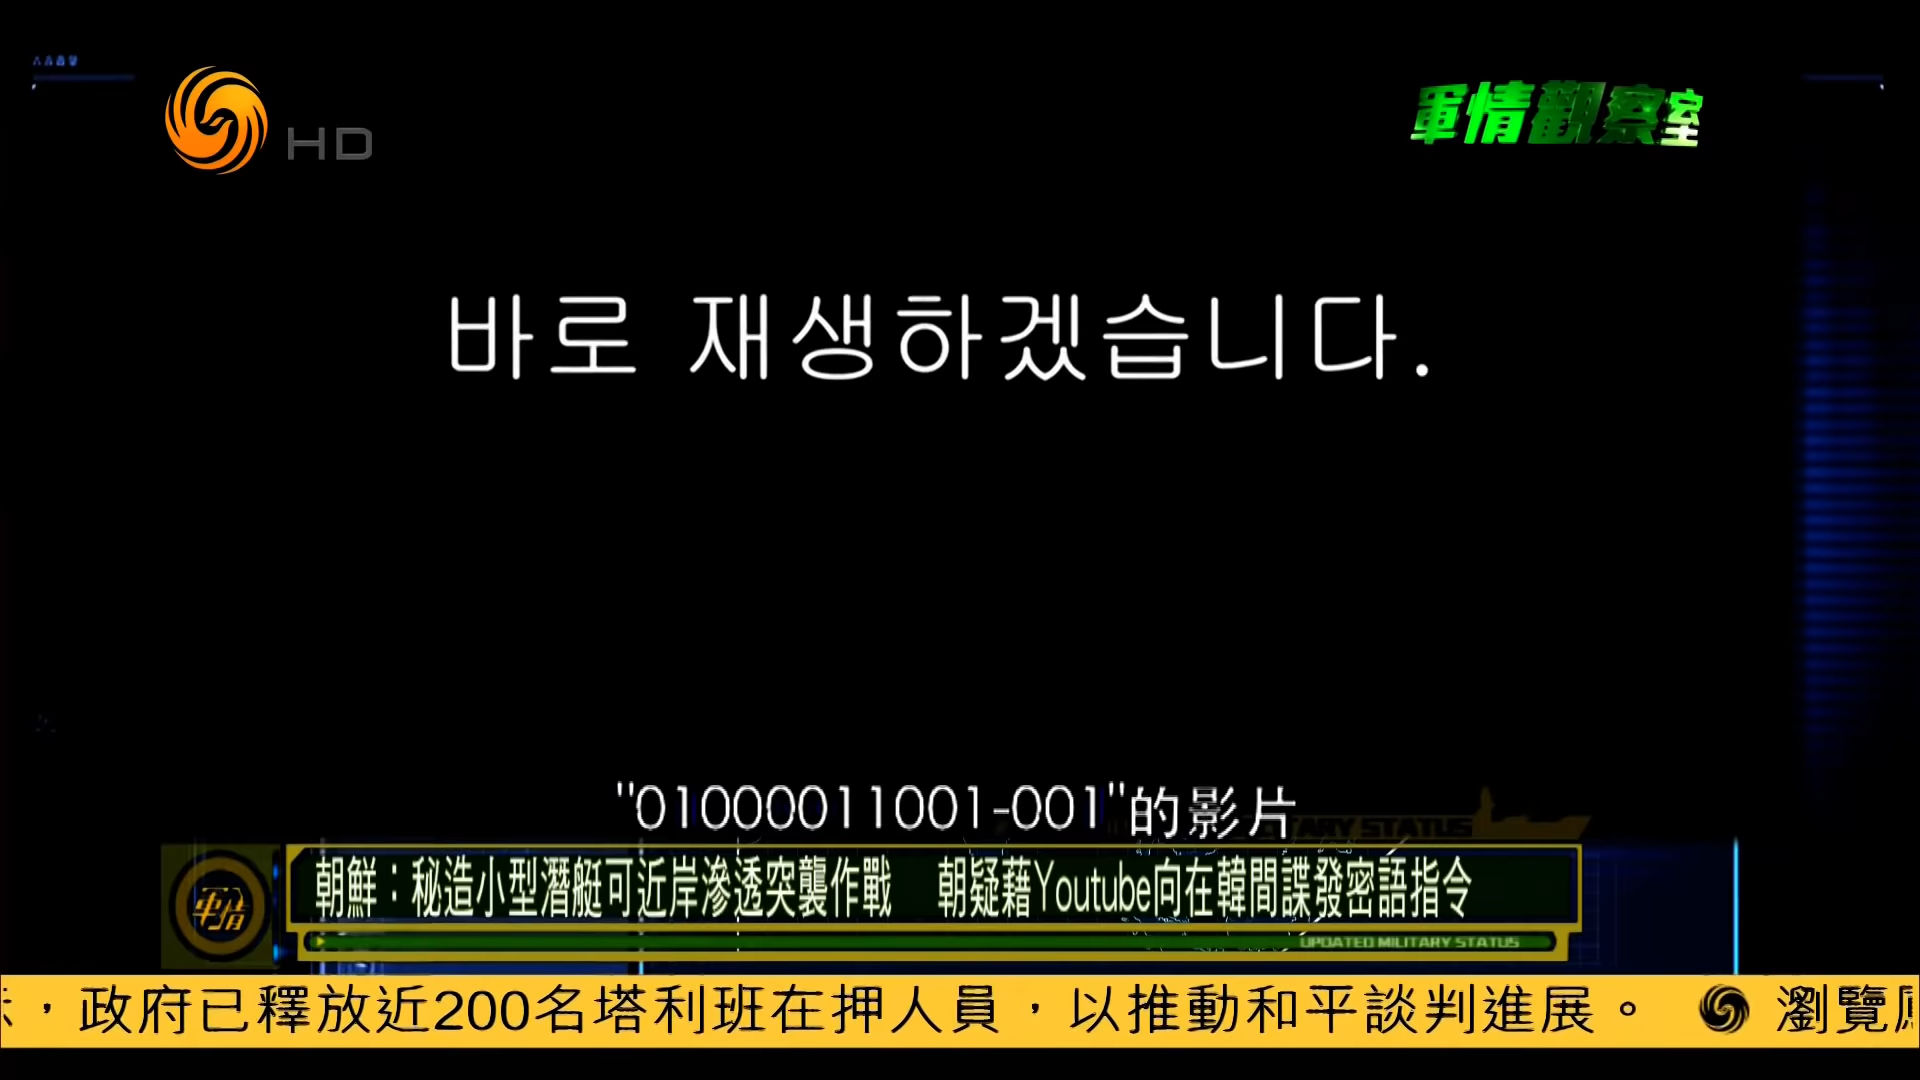 HD
軍情觀察室
바로 재생하겠습니다.
"01000011001-001"的影片
朝鮮：秘造小型潛艇可近岸滲透突襲作戰 朝疑藉Youtube向在韓間諜發密語指令
軍情
UPDATED MILITARY STATUS
，政府已釋放近200名塔利班在押人員，以推動和平談判進展。 瀏覽